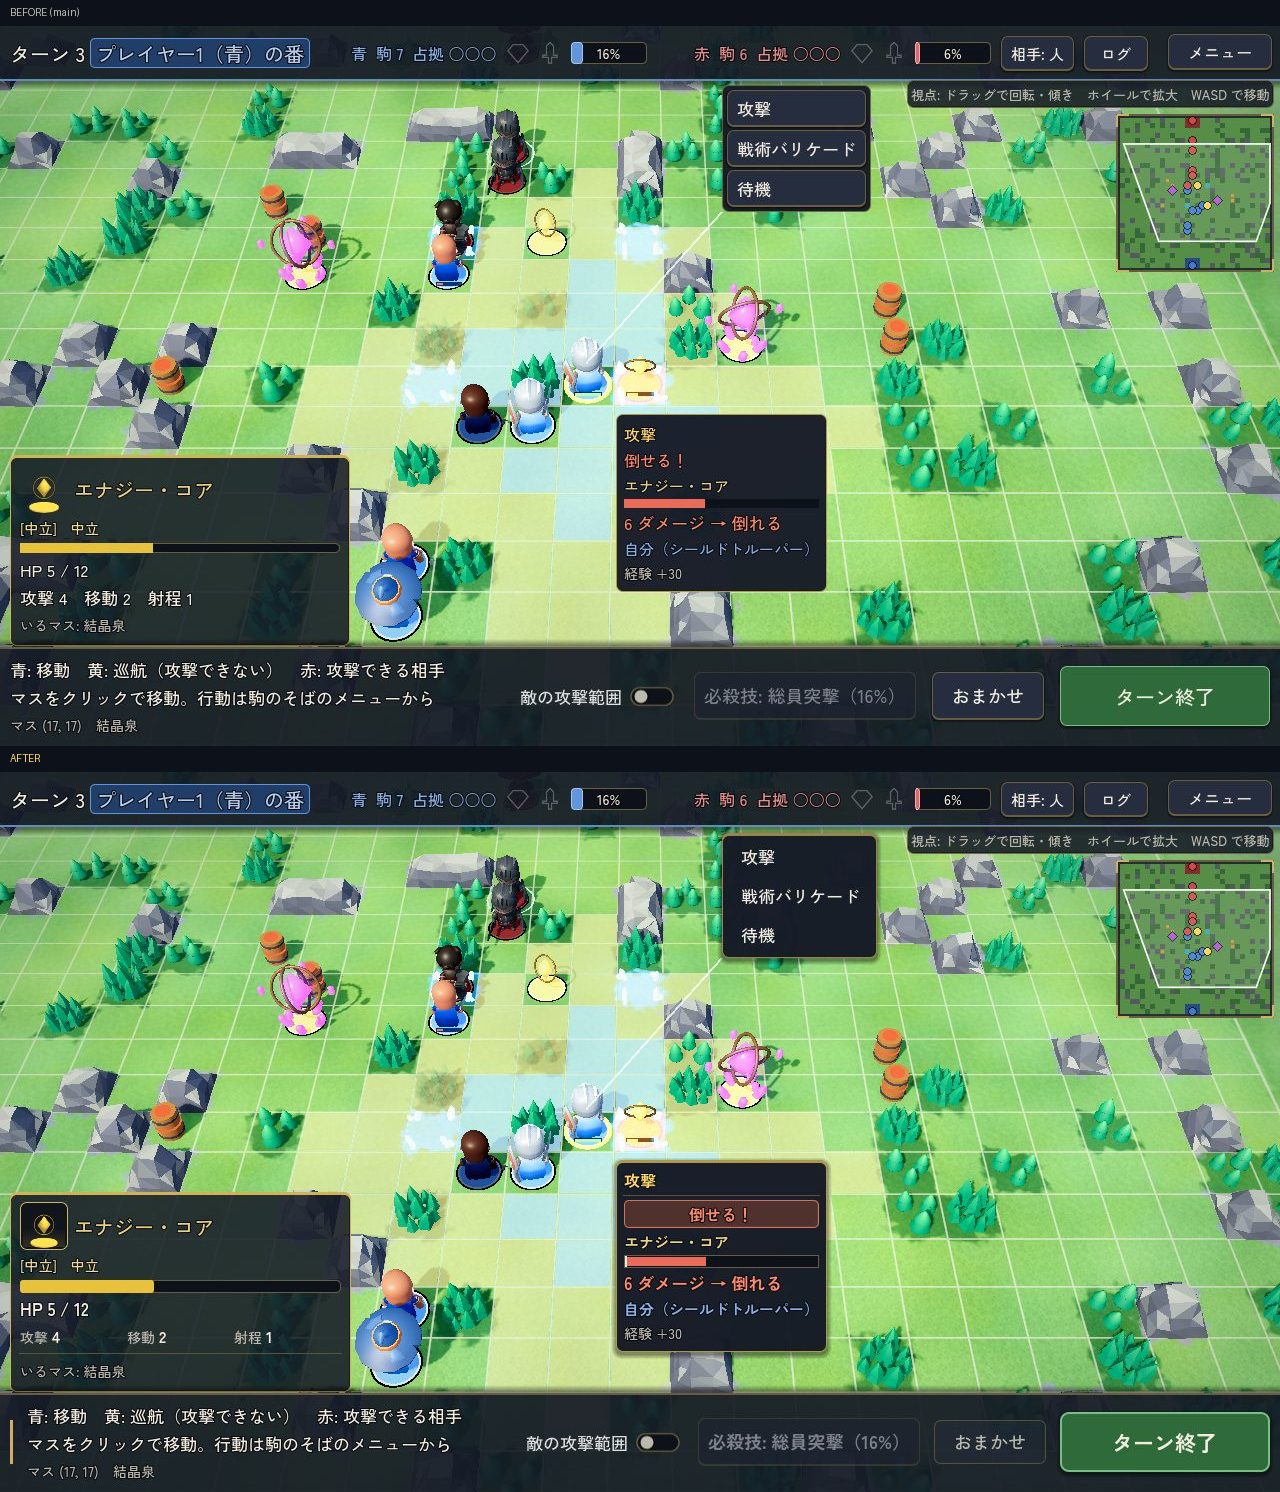 BEFORE (main)
ターン 3 プレイヤー1（青）の番 青 駒 7 占拠 〇〇〇 16% 赤 駒 6 占拠 〇〇〇 6% 相手: 人 ログ メニュー
視点: ドラッグで回転・傾き ホイールで拡大 WASD で移動
攻撃
戦術バリケード
待機
攻撃
倒せる！
エナジー・コア
6 ダメージ → 倒れる
自分（シールドトルーパー）
経験 +30
エナジー・コア
[中立] 中立
HP 5 / 12
攻撃 4 移動 2 射程 1
いるマス: 結晶泉
青: 移動 黄: 巡航（攻撃できない） 赤: 攻撃できる相手
マスをクリックで移動。行動は駒のそばのメニューから
マス (17, 17) 結晶泉
敵の攻撃範囲 必殺技: 総員突撃（16%） おまかせ ターン終了
AFTER
ターン 3 プレイヤー1（青）の番 青 駒 7 占拠 〇〇〇 16% 赤 駒 6 占拠 〇〇〇 6% 相手: 人 ログ メニュー
視点: ドラッグで回転・傾き ホイールで拡大 WASD で移動
攻撃
戦術バリケード
待機
攻撃
倒せる！
エナジー・コア
6 ダメージ → 倒れる
自分（シールドトルーパー）
経験 +30
エナジー・コア
[中立] 中立
HP 5 / 12
攻撃 4 移動 2 射程 1
いるマス: 結晶泉
青: 移動 黄: 巡航（攻撃できない） 赤: 攻撃できる相手
マスをクリックで移動。行動は駒のそばのメニューから
マス (17, 17) 結晶泉
敵の攻撃範囲 必殺技: 総員突撃（16%） おまかせ ターン終了